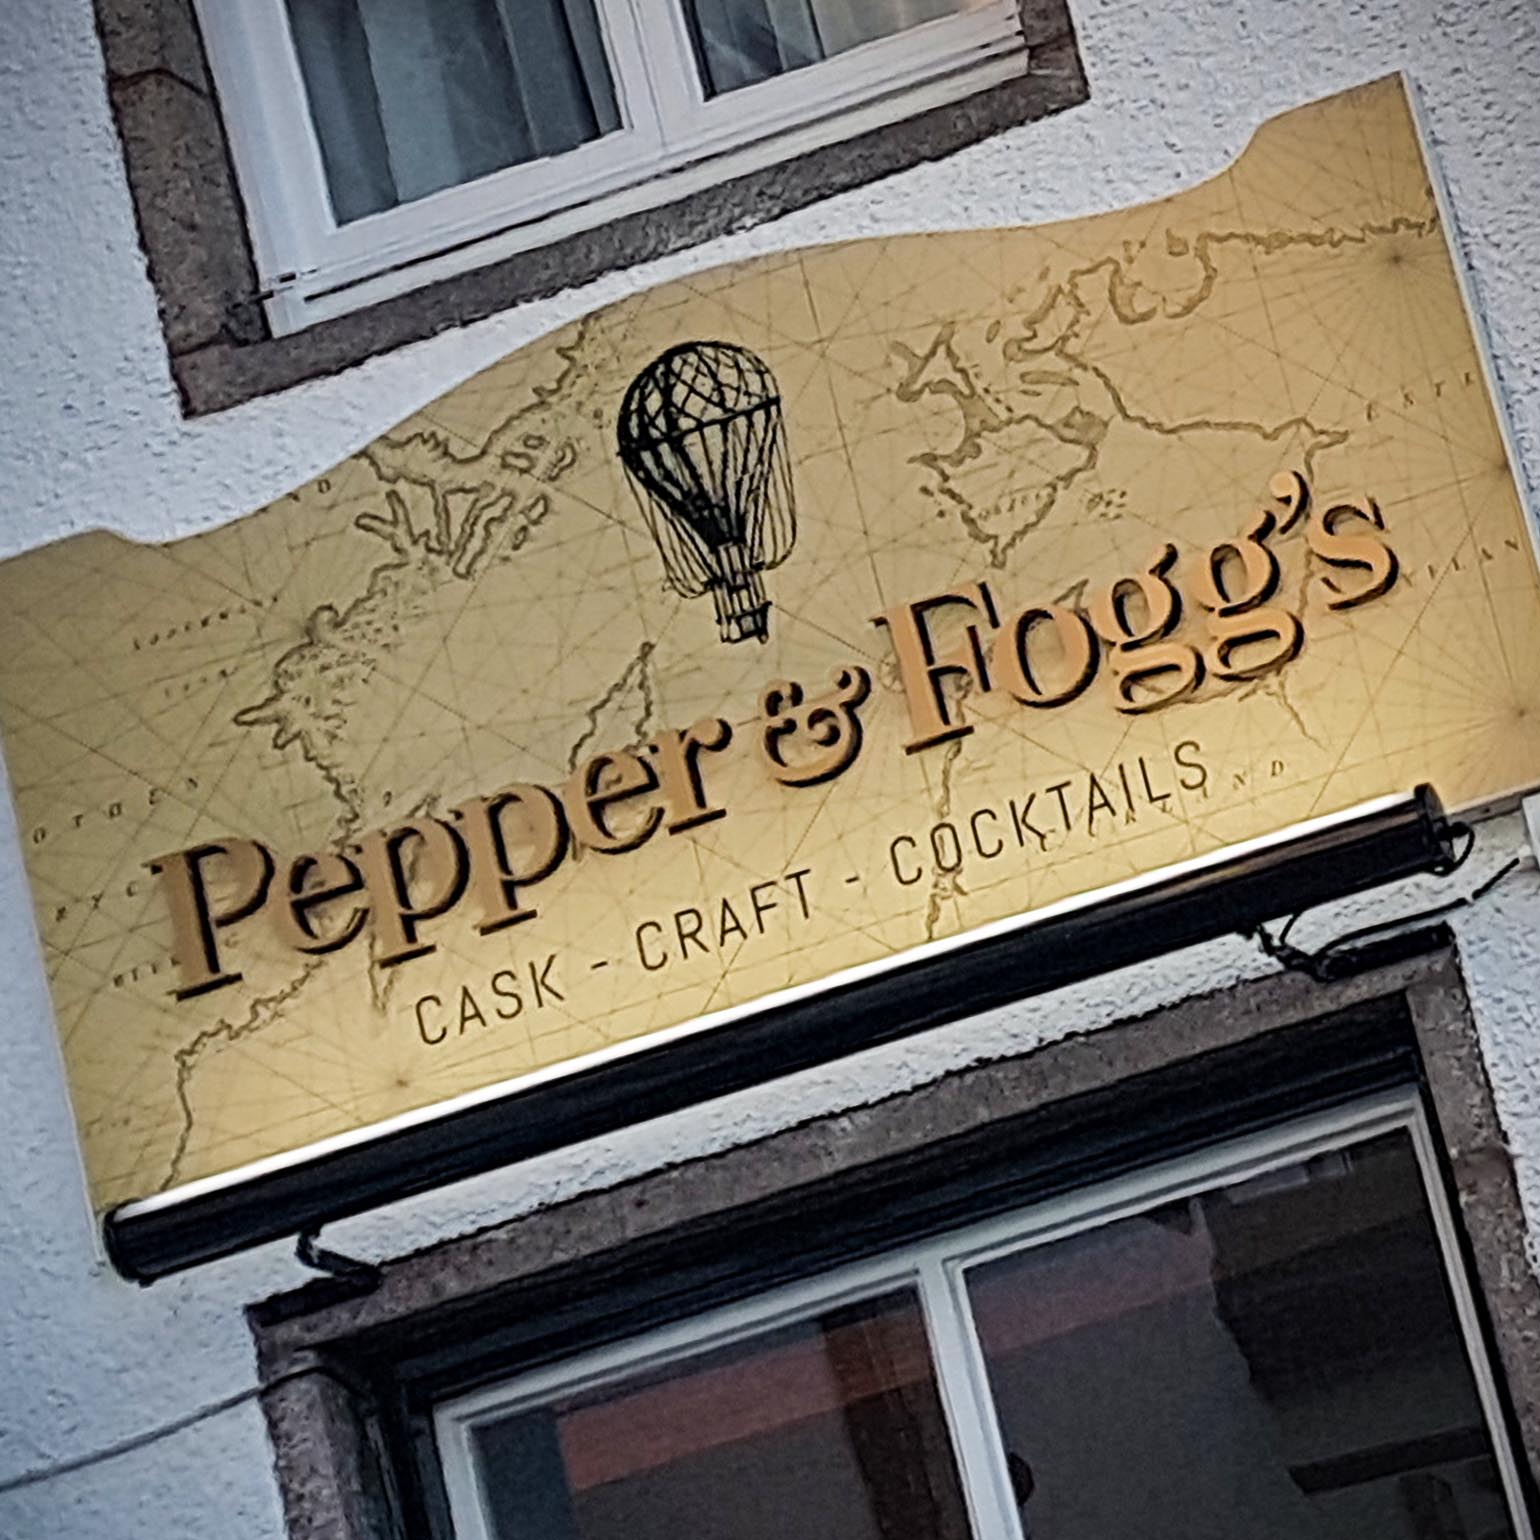 Pepper & Fogg's
CASK - CRAFT - COCKTAILS